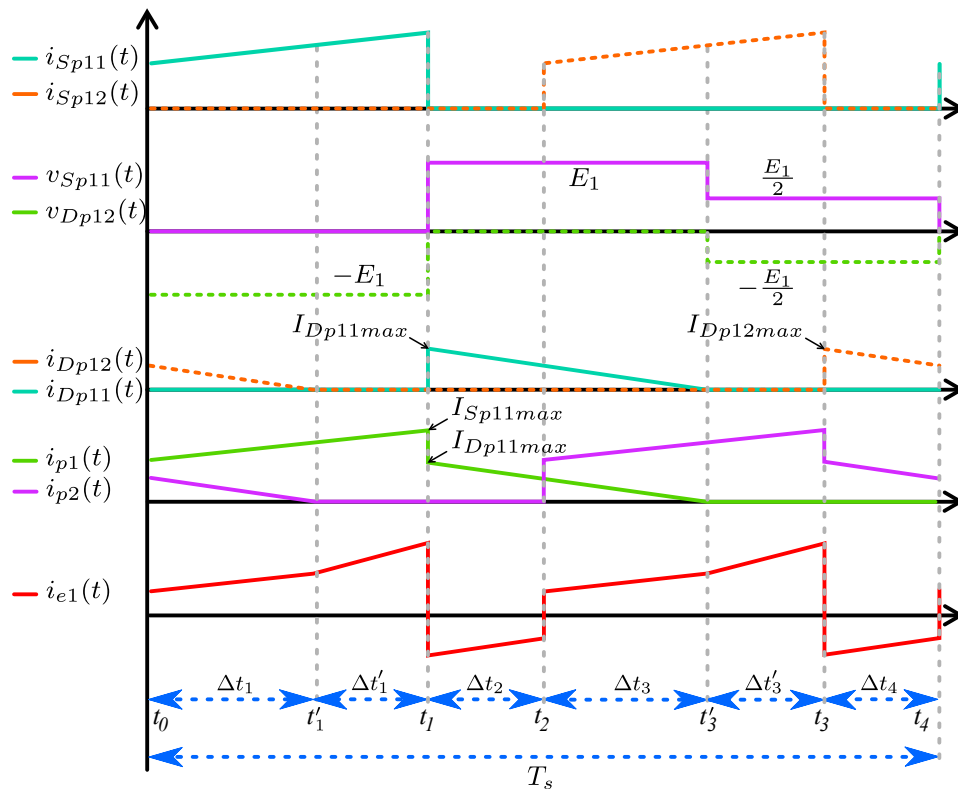 i_{Sp11}(t)
i_{Sp12}(t)
v_{Sp11}(t)
v_{Dp12}(t)
E_1
\frac{E_1}{2}
-E_1
-\frac{E_1}{2}
I_{Dp11max}
I_{Dp12max}
i_{Dp12}(t)
i_{Dp11}(t)
I_{Sp11max}
I_{Dp11max}
i_{p1}(t)
i_{p2}(t)
i_{e1}(t)
Δt_1 Δt'_1 Δt_2 Δt_3 Δt'_3 Δt_4
t_0 t'_1 t_1 t_2 t'_3 t_3 t_4
T_s